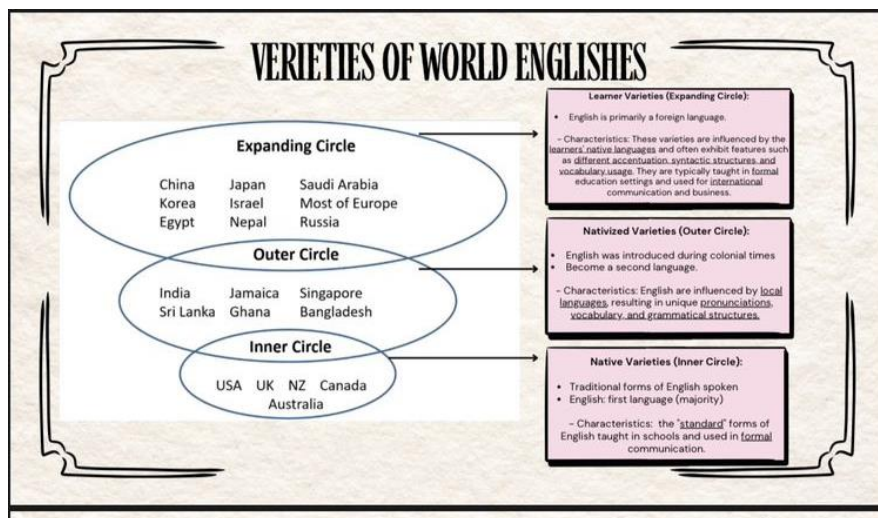 VERIETIES OF WORLD ENGLISHES
Expanding Circle
China Japan Saudi Arabia
Korea Israel Most of Europe
Egypt Nepal Russia
Outer Circle
India Jamaica Singapore
Sri Lanka Ghana Bangladesh
Inner Circle
USA UK NZ Canada
Australia
Learner Varieties (Expanding Circle):
• English is primarily a foreign language.
- Characteristics: These varieties are influenced by the
learners' native languages and often exhibit features such
as different accentuation, syntactic structures, and
vocabulary usage. They are typically taught in formal
education settings and used for international
communication and business.
Nativized Varieties (Outer Circle):
• English was introduced during colonial times
• Become a second language.
- Characteristics: English are influenced by local
languages, resulting in unique pronunciations,
vocabulary, and grammatical structures.
Native Varieties (Inner Circle):
• Traditional forms of English spoken
• English: first language (majority)
- Characteristics: the "standard" forms of
English taught in schools and used in formal
communication.